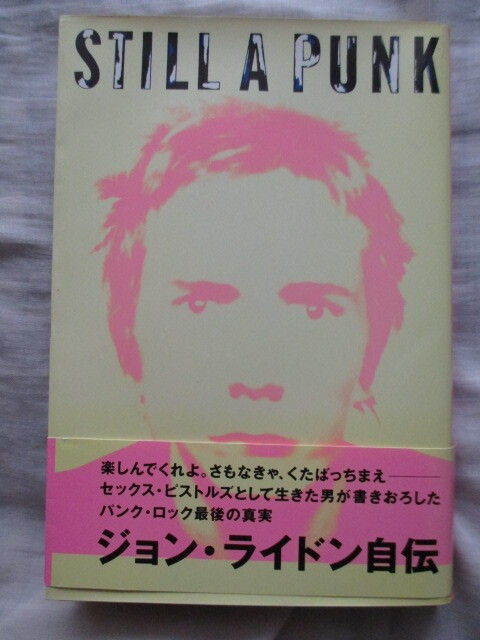 STILL A PUNK
楽しんでくれよ。さもなきゃ、くたばっちまえ――
セックス・ピストルズとして生きた男が書きおろした
パンク・ロック最後の真実
ジョン・ライドン自伝